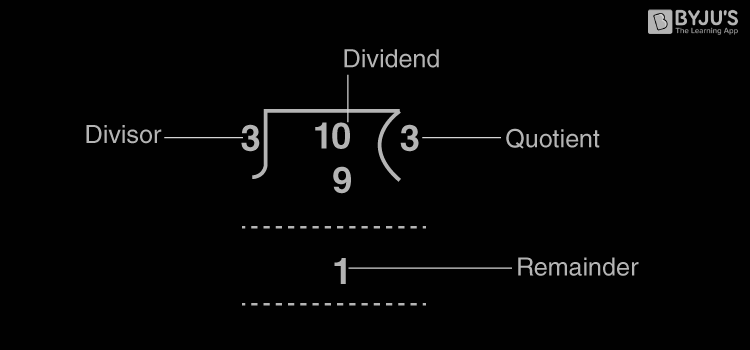 BYJU'S
The Learning App
Dividend
Divisor 3 10 3 Quotient
9
1 Remainder